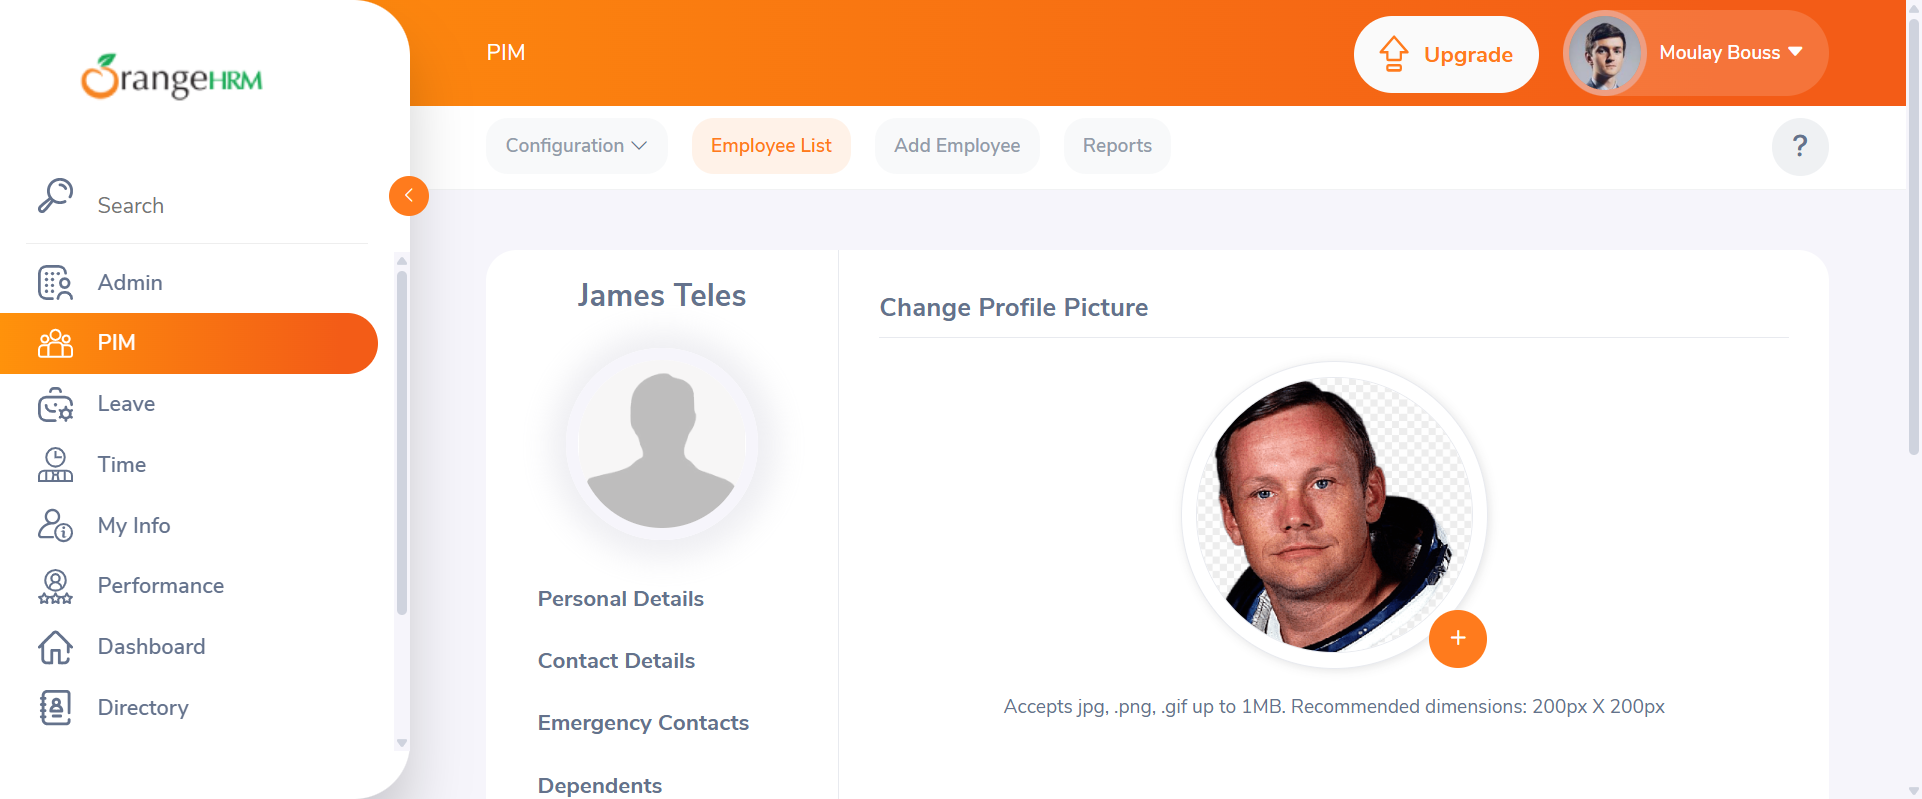 OrangeHRM
Search
Admin
PIM
Leave
Time
My Info
Performance
Dashboard
Directory
PIM
Upgrade
Moulay Bouss
Configuration
Employee List
Add Employee
Reports
?
James Teles
Personal Details
Contact Details
Emergency Contacts
Dependents
Change Profile Picture
+
Accepts jpg, .png, .gif up to 1MB. Recommended dimensions: 200px X 200px